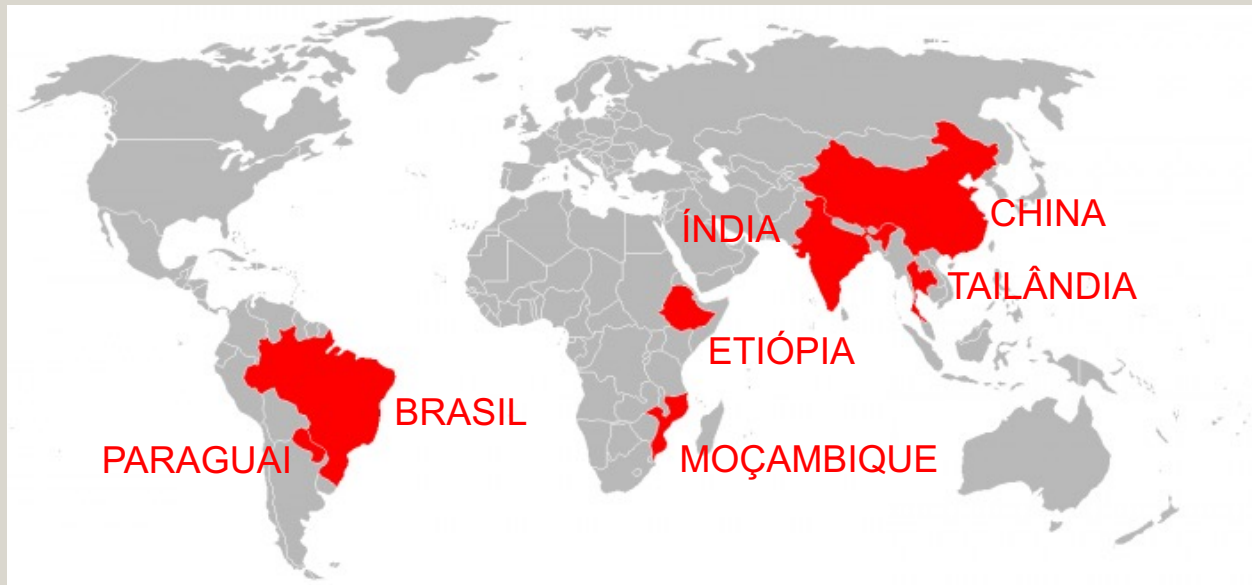 CHINA
ÍNDIA
TAILÂNDIA
ETIÓPIA
BRASIL
PARAGUAI
MOÇAMBIQUE